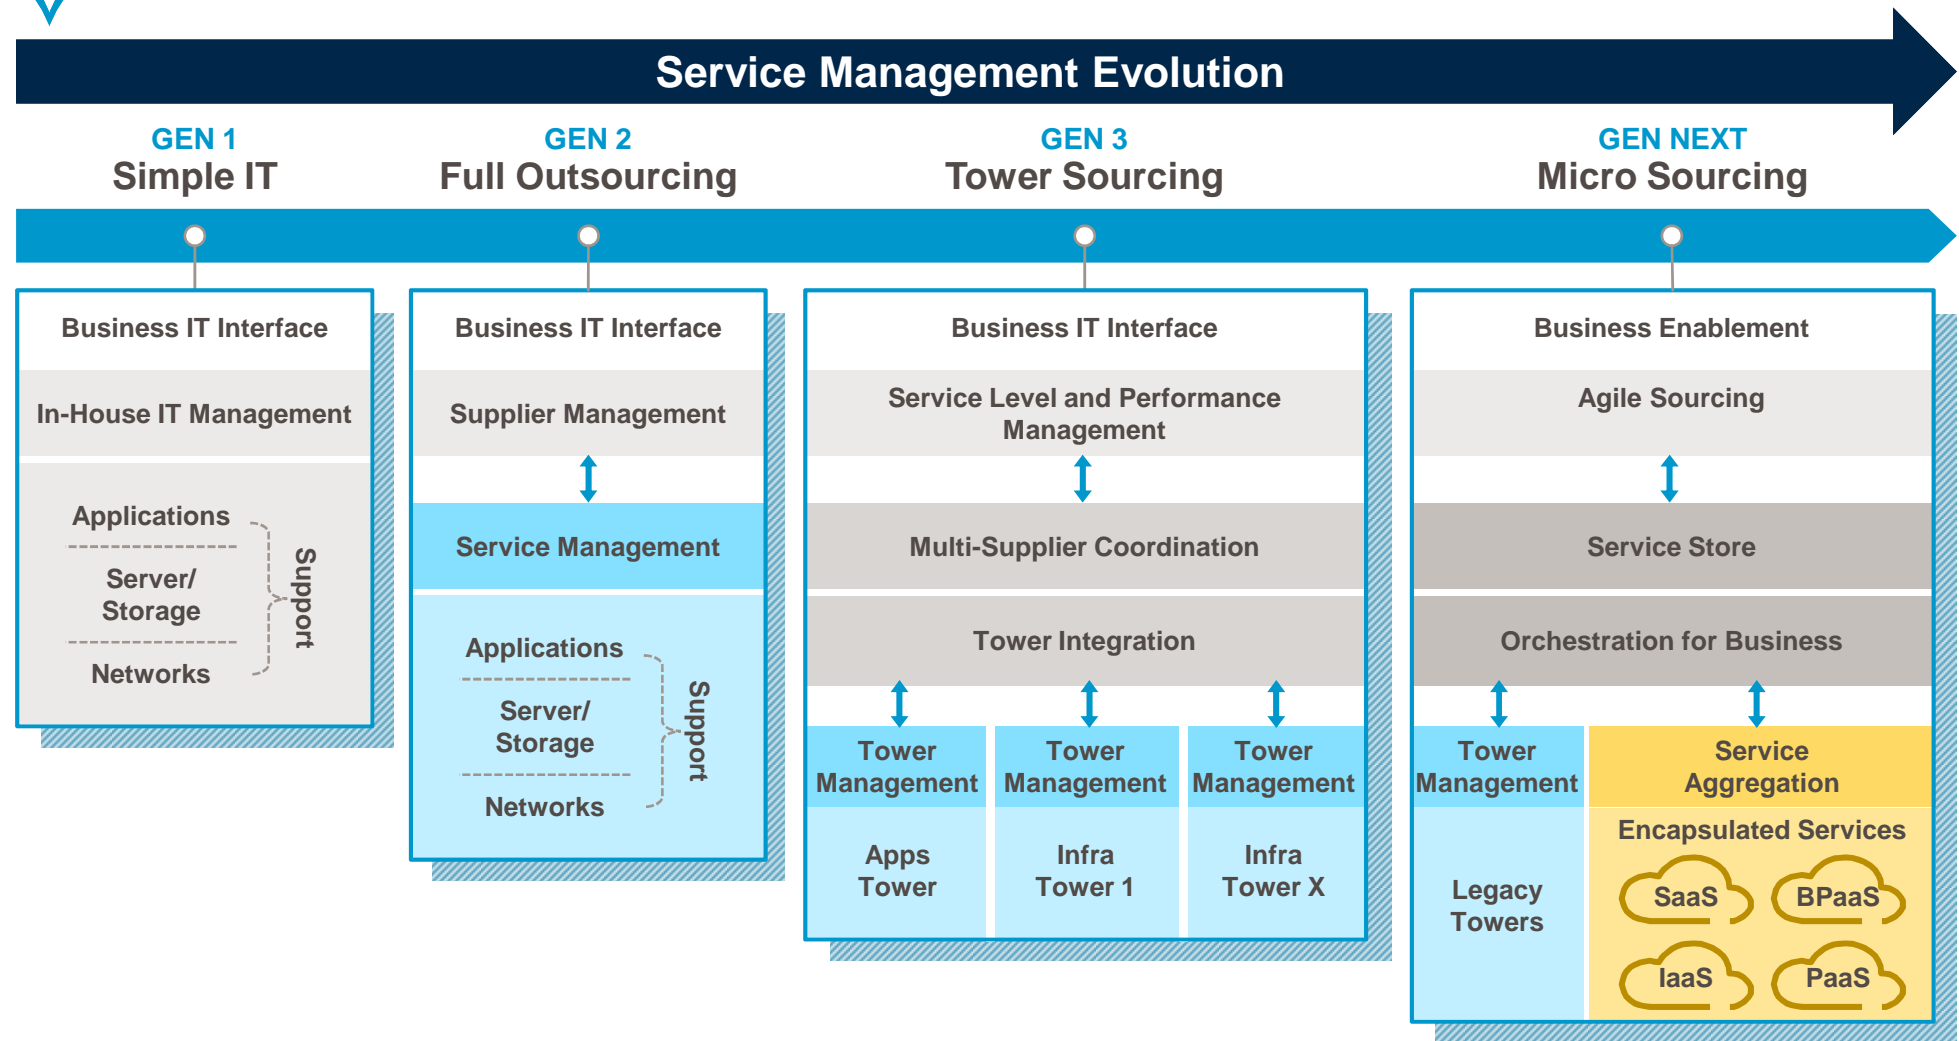 Service Management Evolution
GEN 1
Simple IT
GEN 2
Full Outsourcing
GEN 3
Tower Sourcing
GEN NEXT
Micro Sourcing
Business IT Interface
In-House IT Management
Applications
Server/
Storage
Networks
Support
Business IT Interface
Supplier Management
Service Management
Applications
Server/
Storage
Networks
Support
Business IT Interface
Service Level and Performance
Management
Multi-Supplier Coordination
Tower Integration
Tower
Management
Apps
Tower
Tower
Management
Infra
Tower 1
Tower
Management
Infra
Tower X
Business Enablement
Agile Sourcing
Service Store
Orchestration for Business
Tower
Management
Legacy
Towers
Service
Aggregation
Encapsulated Services
SaaS
BPaaS
IaaS
PaaS